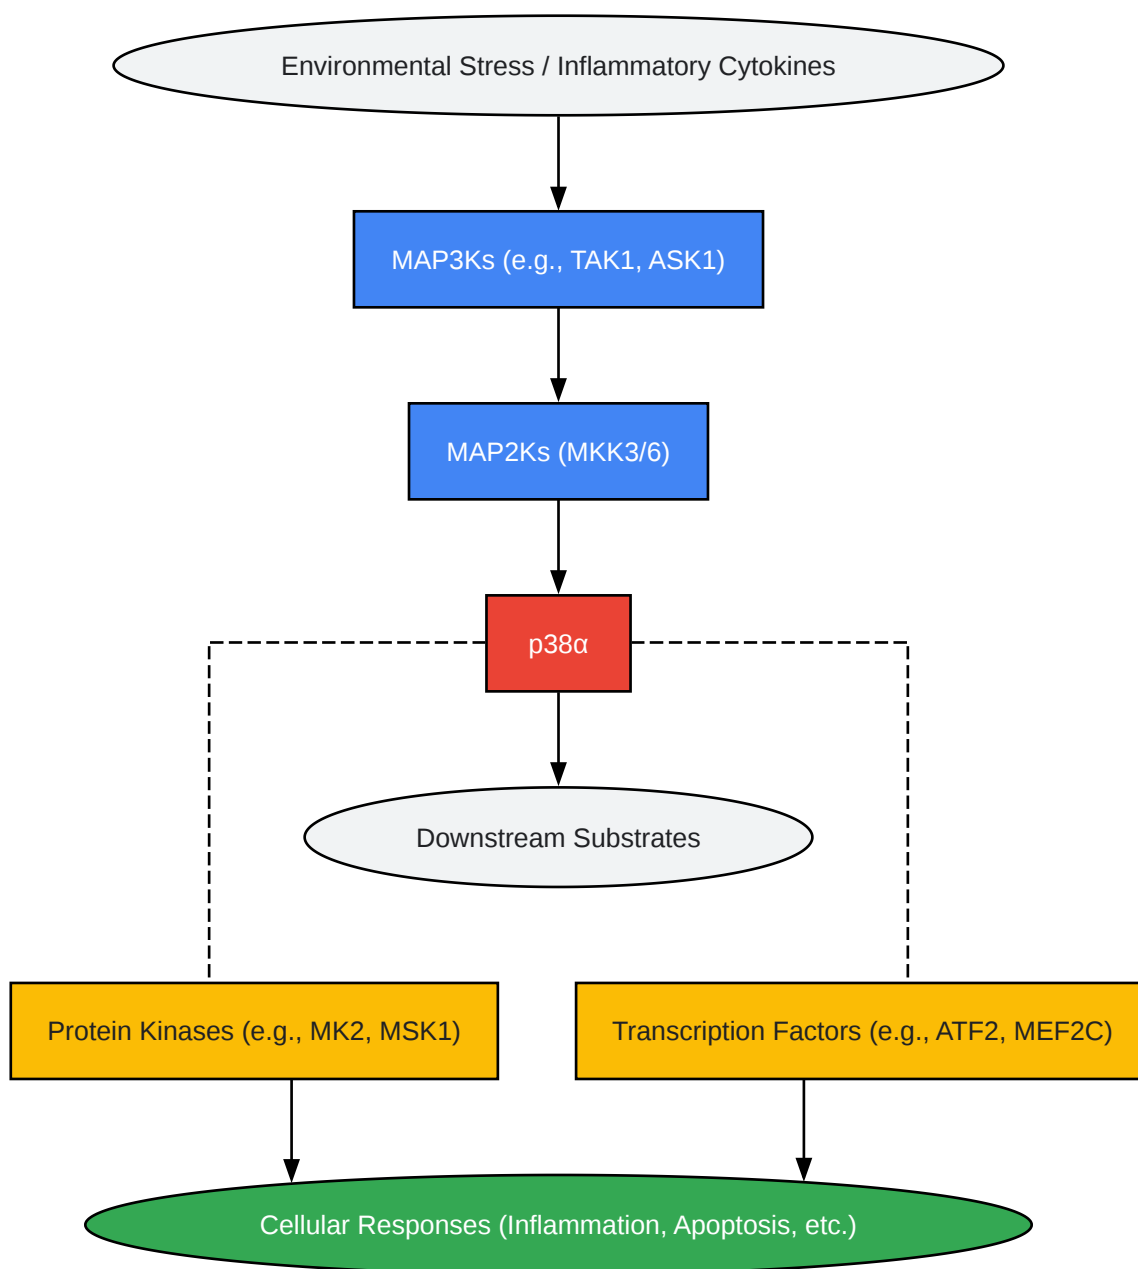 Environmental Stress / Inflammatory Cytokines
MAP3Ks (e.g., TAK1, ASK1)
MAP2Ks (MKK3/6)
p38α
Downstream Substrates
Protein Kinases (e.g., MK2, MSK1)
Transcription Factors (e.g., ATF2, MEF2C)
Cellular Responses (Inflammation, Apoptosis, etc.)